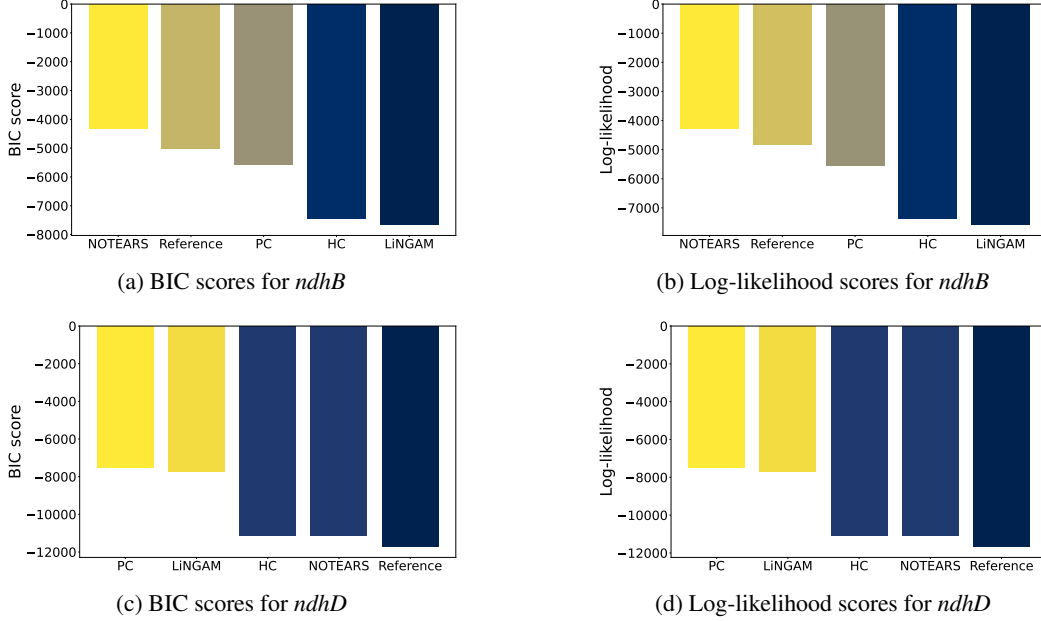 0
−1000
−2000
−3000
−4000
−5000
−6000
−7000
−8000
BIC score
NOTEARS Reference PC HC LiNGAM
(a) BIC scores for ndhB
0
−1000
−2000
−3000
−4000
−5000
−6000
−7000
Log-likelihood
NOTEARS Reference PC HC LiNGAM
(b) Log-likelihood scores for ndhB
0
−2000
−4000
−6000
−8000
−10000
−12000
BIC score
PC LiNGAM HC NOTEARS Reference
(c) BIC scores for ndhD
0
−2000
−4000
−6000
−8000
−10000
−12000
Log-likelihood
PC LiNGAM HC NOTEARS Reference
(d) Log-likelihood scores for ndhD